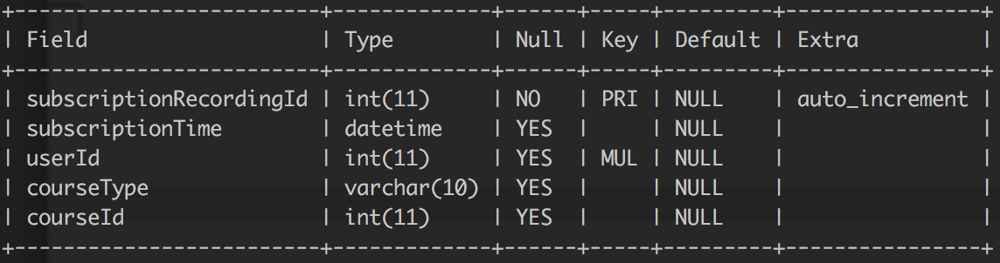 +-------------------------+-------------+------+-----+---------+----------------+
| Field                   | Type        | Null | Key | Default | Extra          |
+-------------------------+-------------+------+-----+---------+----------------+
| subscriptionRecordingId | int(11)     | NO   | PRI | NULL    | auto_increment |
| subscriptionTime        | datetime    | YES  |     | NULL    |                |
| userId                  | int(11)     | YES  | MUL | NULL    |                |
| courseType              | varchar(10) | YES  |     | NULL    |                |
| courseId                | int(11)     | YES  |     | NULL    |                |
+-------------------------+-------------+------+-----+---------+----------------+